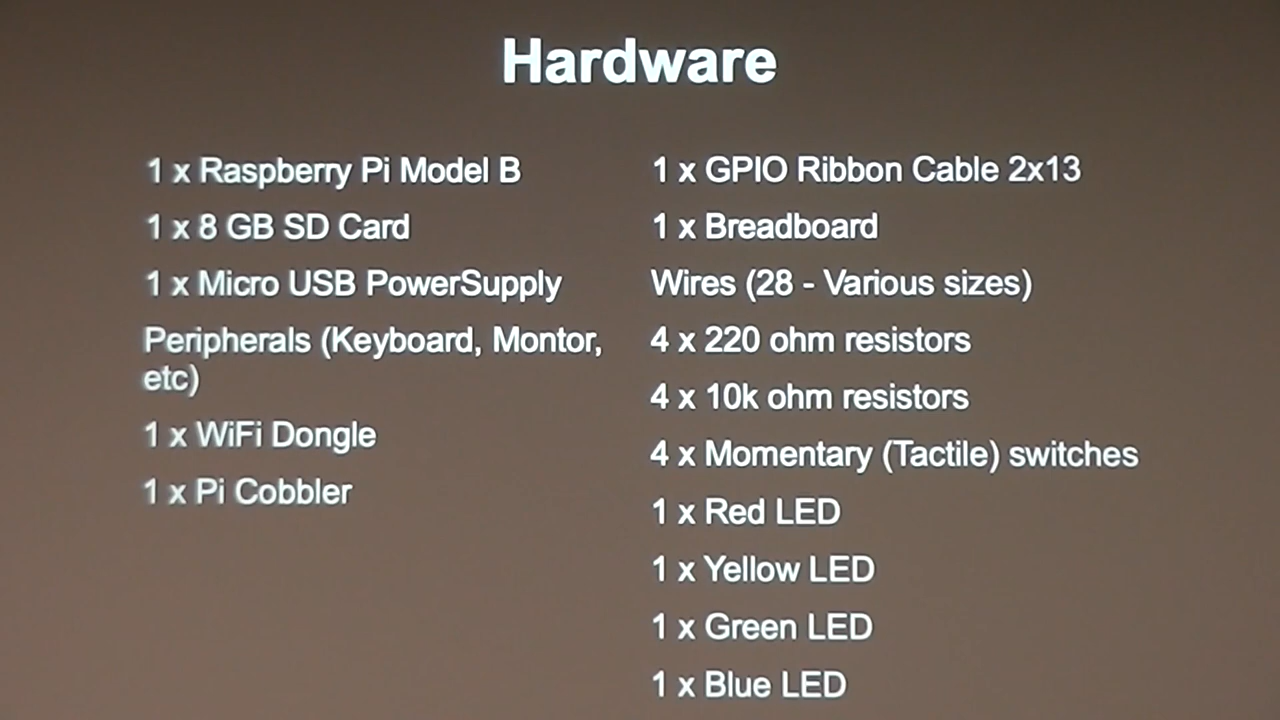 Hardware
1 x Raspberry Pi Model B
1 x 8 GB SD Card
1 x Micro USB PowerSupply
Peripherals (Keyboard, Montor,
etc)
1 x WiFi Dongle
1 x Pi Cobbler
1 x GPIO Ribbon Cable 2x13
1 x Breadboard
Wires (28 - Various sizes)
4 x 220 ohm resistors
4 x 10k ohm resistors
4 x Momentary (Tactile) switches
1 x Red LED
1 x Yellow LED
1 x Green LED
1 x Blue LED